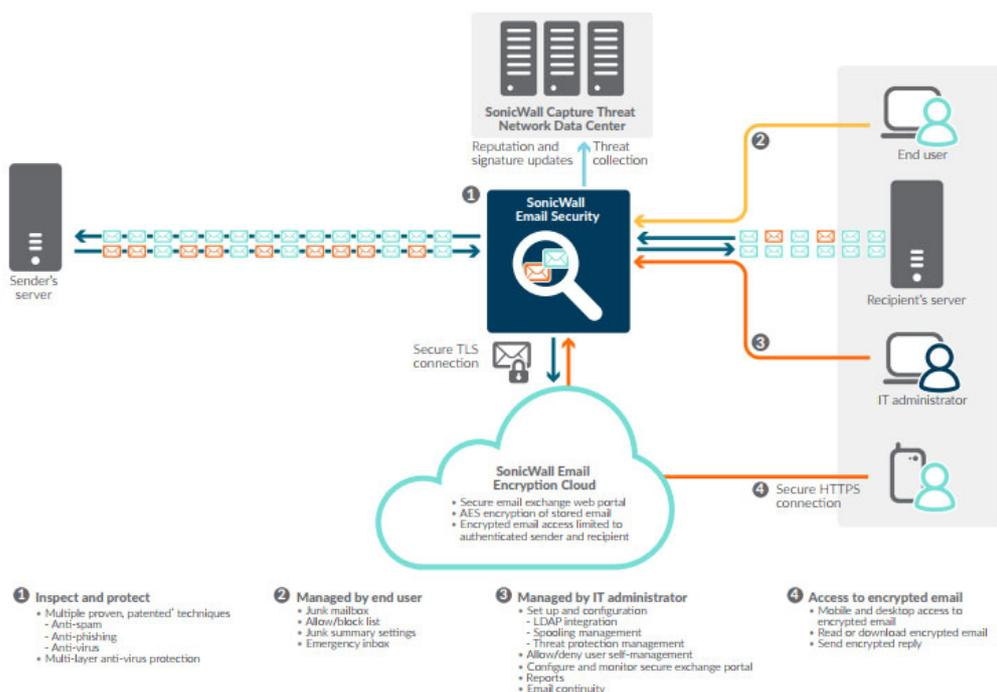 SonicWall Capture Threat
Network Data Center
Reputation and
signature updates
Threat
collection
2
End user
1
SonicWall
Email Security
Sender's
server
Recipient's server
Secure TLS
connection
3
IT administrator
SonicWall Email
Encryption Cloud
• Secure email exchange web portal
• AES encryption of stored email
• Encrypted email access limited to
authenticated sender and recipient
4 Secure HTTPS
connection
1 Inspect and protect
• Multiple proven, patented* techniques
- Anti-spam
- Anti-phishing
- Anti-virus
• Multi-layer anti-virus protection
2 Managed by end user
• Junk mailbox
• Allow/block list
• Junk summary settings
• Emergency inbox
3 Managed by IT administrator
• Set up and configuration
- LDAP integration
- Spooling management
- Threat protection management
• Allow/deny user self-management
• Configure and monitor secure exchange portal
• Reports
• Email continuity
4 Access to encrypted email
• Mobile and desktop access to
encrypted email
• Read or download encrypted email
• Send encrypted reply